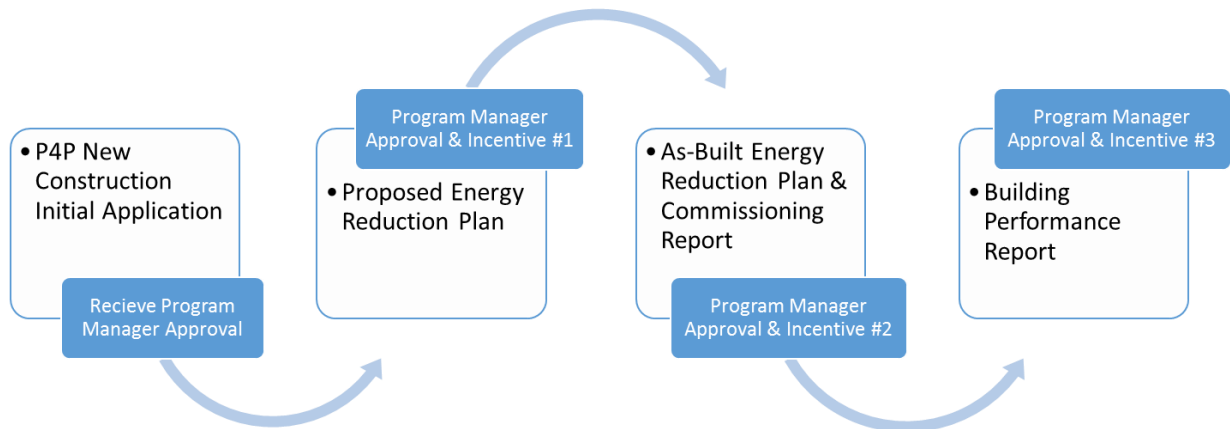 • P4P New
Construction
Initial Application
Recieve Program
Manager Approval
Program Manager
Approval & Incentive #1
• Proposed Energy
Reduction Plan
• As-Built Energy
Reduction Plan &
Commissioning
Report
Program Manager
Approval & Incentive #2
Program Manager
Approval & Incentive #3
• Building
Performance
Report